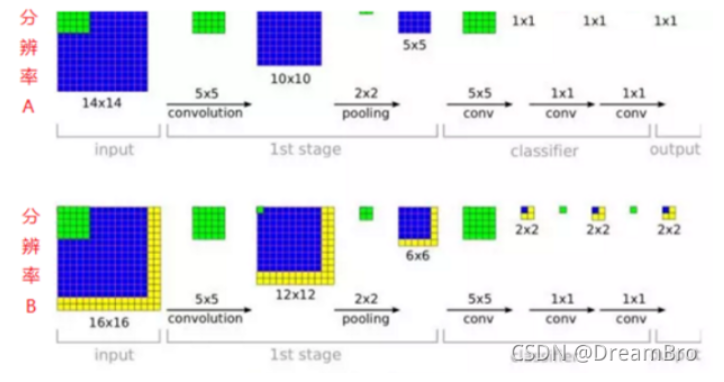 分辨率A
1x1 1x1 1x1
5x5
10x10
14x14
5x5 convolution
2x2 pooling
5x5 conv
1x1 conv
1x1 conv
input
1st stage
classifier
output
分辨率B
2x2 2x2 2x2
6x6
12x12
16x16
5x5 convolution
2x2 pooling
5x5 conv
1x1 conv
1x1 conv
input
1st stage
classifier
output
CSDN @DreamBro